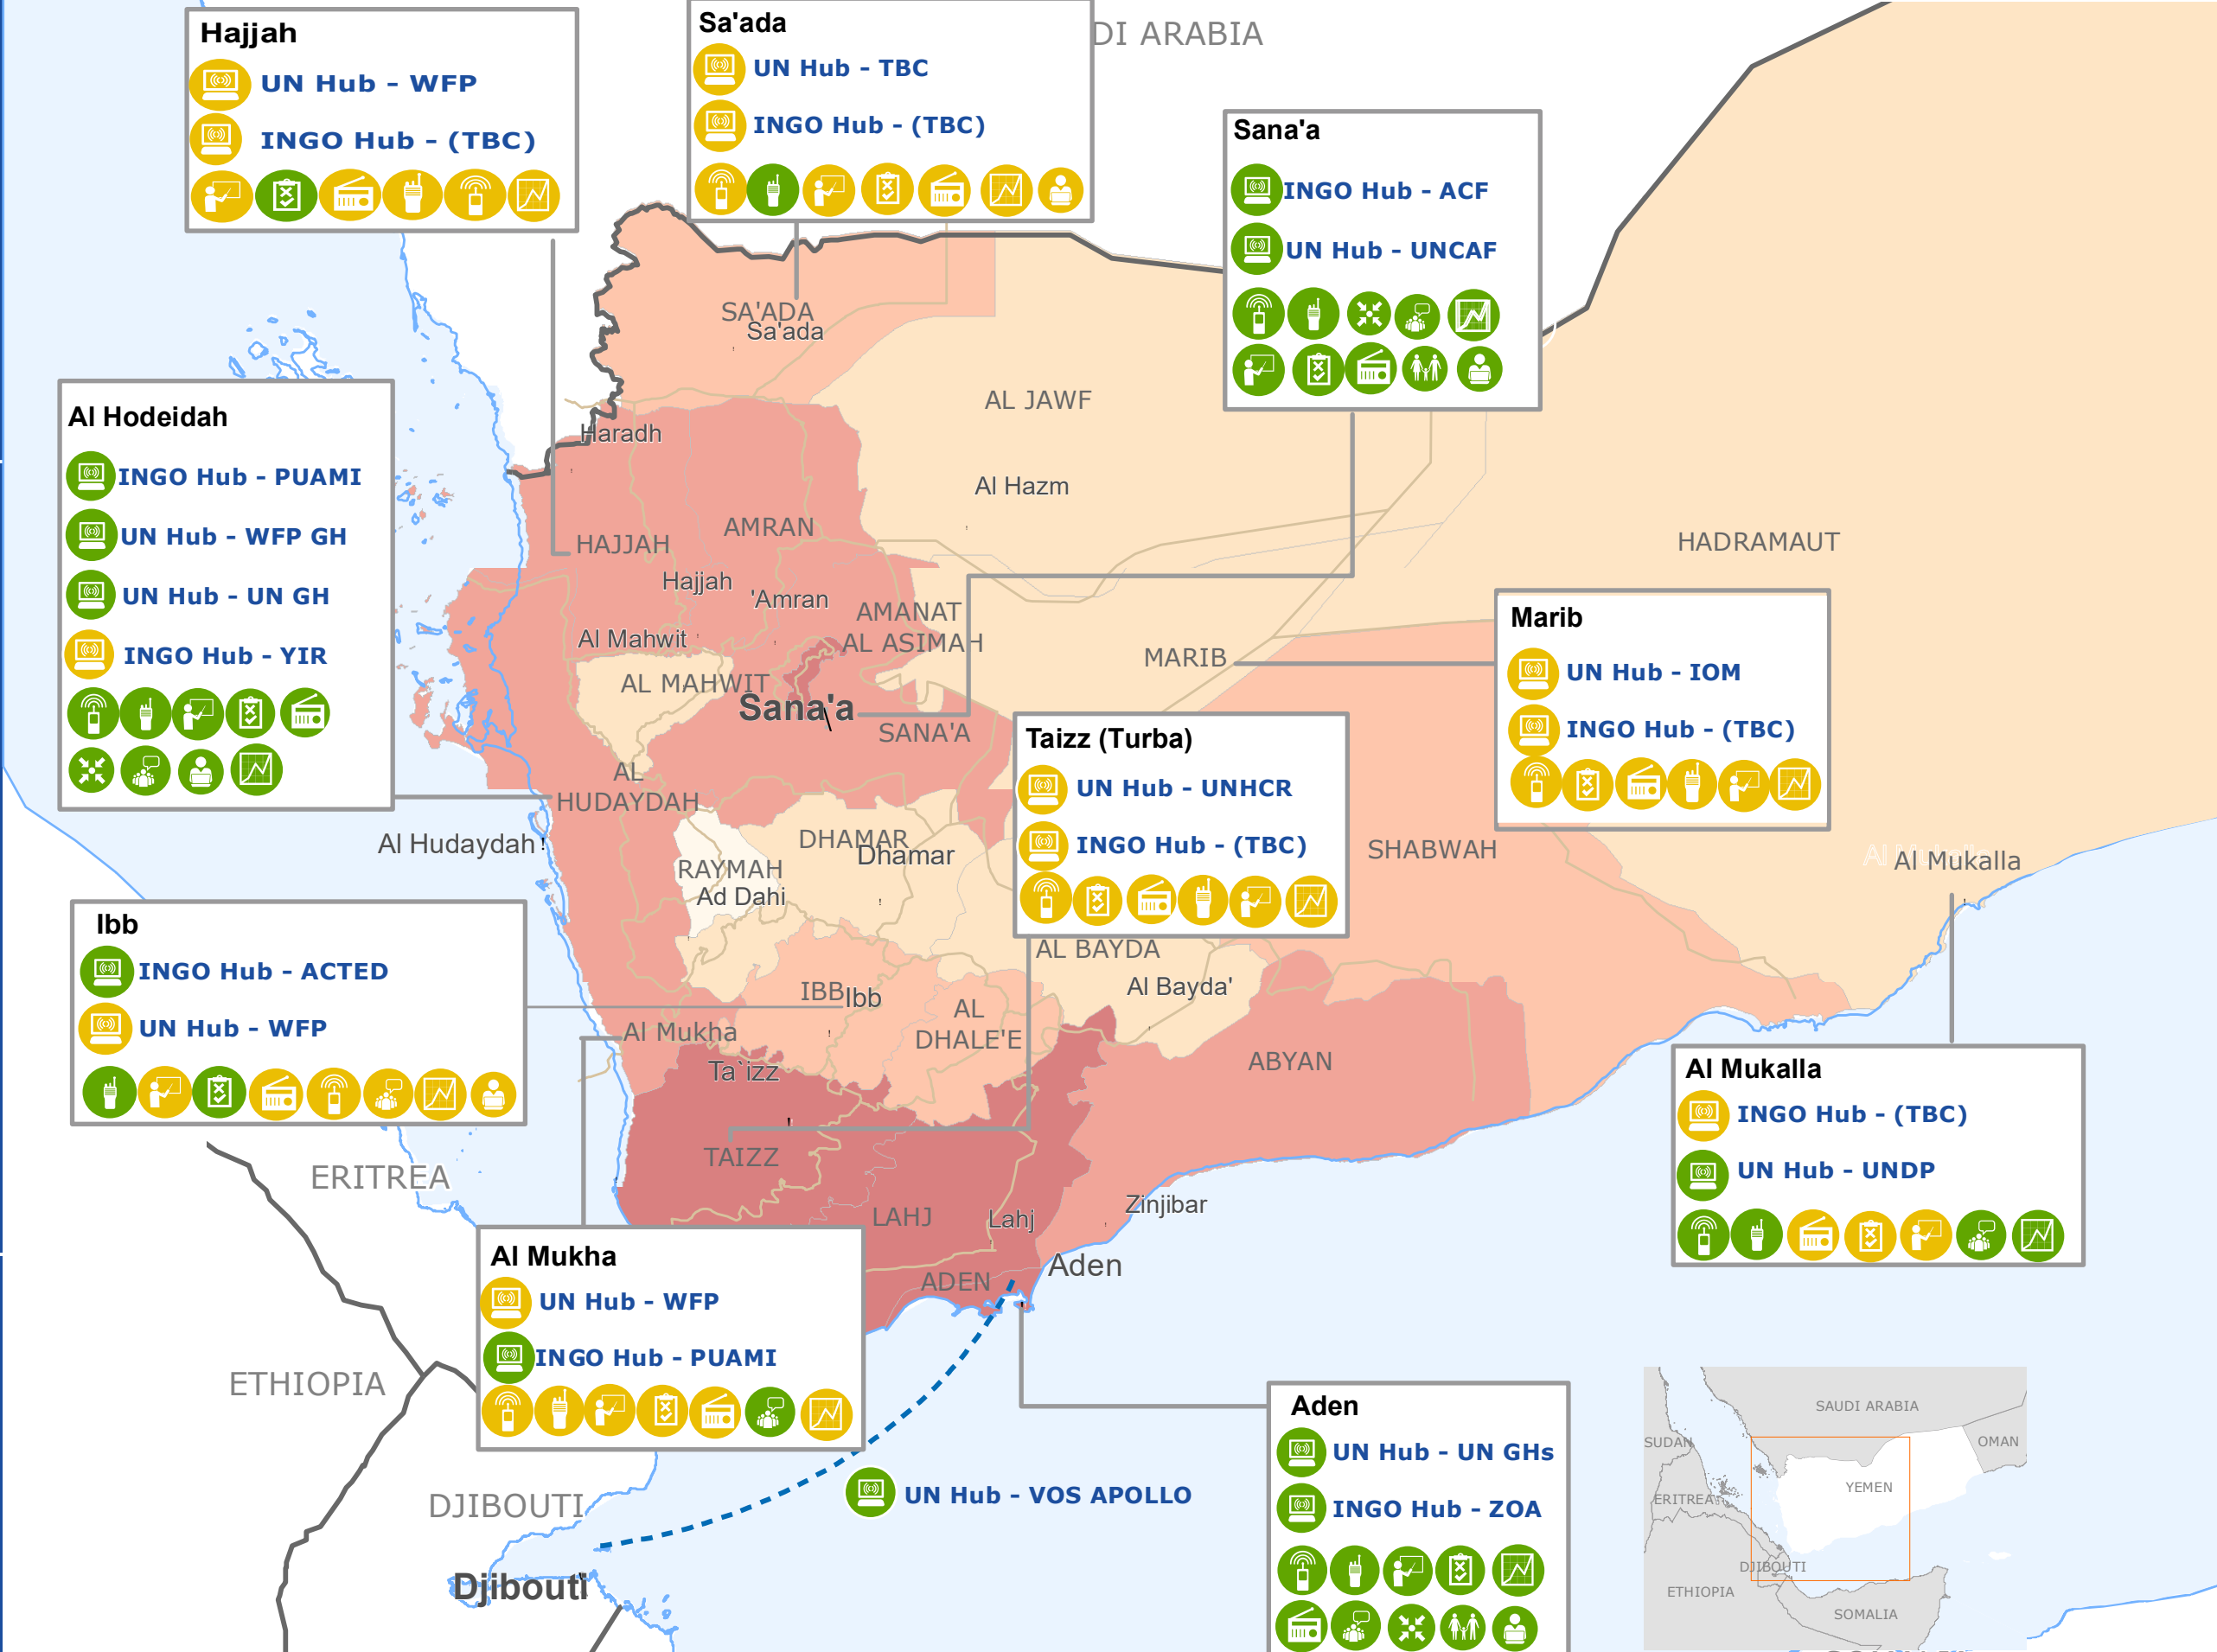 Hajjah
UN Hub - WFP
INGO Hub - (TBC)
Sa'ada
UN Hub - TBC
INGO Hub - (TBC)
DI ARABIA
Sana'a
INGO Hub - ACF
UN Hub - UNCAF
Al Hodeidah
INGO Hub - PUAMI
UN Hub - WFP GH
UN Hub - UN GH
INGO Hub - YIR
SA'ADA
Sa'ada
AL JAWF
Haradh
Al Hazm
AMRAN
HAJJAH
HADRAMAUT
Hajjah
'Amran
AMANAT
AL ASIMAH
Al Mahwit
MARIB
AL MAHWIT
Sana'a
SANA'A
Marib
UN Hub - IOM
INGO Hub - (TBC)
Taizz (Turba)
UN Hub - UNHCR
INGO Hub - (TBC)
AL
HUDAYDAH
Al Hudaydah
DHAMAR
Dhamar
RAYMAH
Ad Dahi
SHABWAH
Al Mukalla
Ibb
INGO Hub - ACTED
UN Hub - WFP
AL BAYDA
Al Bayda'
IBB
Ibb
AL
DHALE'E
Al Mukha
Ta`izz
ABYAN
Al Mukalla
INGO Hub - (TBC)
UN Hub - UNDP
TAIZZ
ERITREA
LAHJ
Lahj
Zinjibar
Aden
ADEN
Al Mukha
UN Hub - WFP
INGO Hub - PUAMI
ETHIOPIA
UN Hub - VOS APOLLO
DJIBOUTI
Djibouti
Aden
UN Hub - UN GHs
INGO Hub - ZOA
SAUDI ARABIA
SUDAN
OMAN
YEMEN
ERITREA
DJIBOUTI
ETHIOPIA
SOMALIA